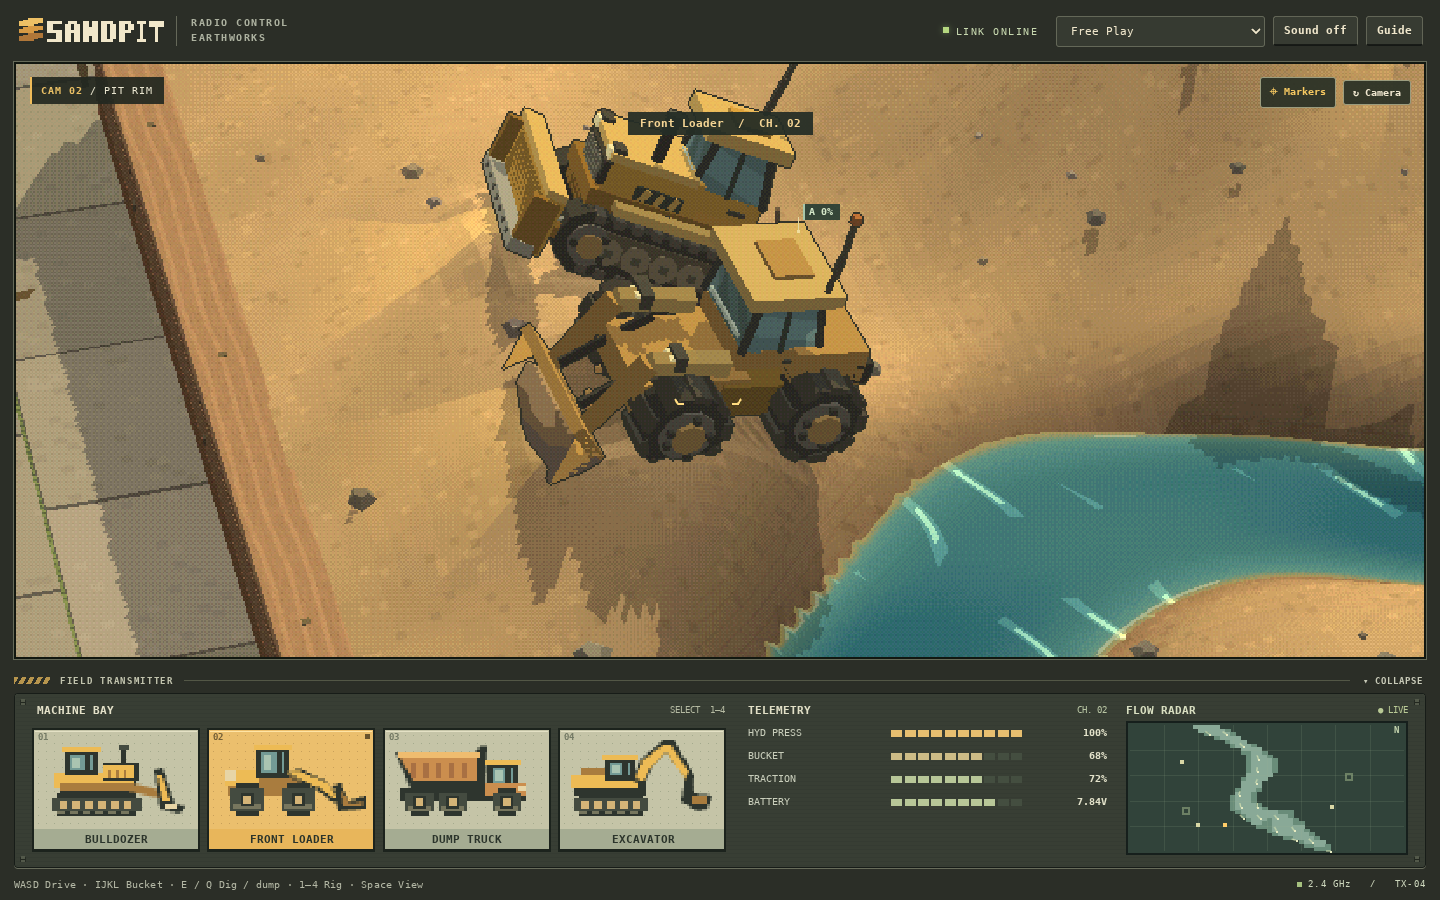 SANDPIT
RADIO CONTROL
EARTHWORKS
LINK ONLINE
Free Play
Sound off
Guide
CAM 02 / PIT RIM
Front Loader / CH. 02
⌖ Markers
↻ Camera
A 0%
FIELD TRANSMITTER
▾ COLLAPSE
MACHINE BAY
SELECT 1—4
01
BULLDOZER
02
FRONT LOADER
03
DUMP TRUCK
04
EXCAVATOR
TELEMETRY
CH. 02
HYD PRESS 100%
BUCKET 68%
TRACTION 72%
BATTERY 7.84V
FLOW RADAR
● LIVE
N
WASD Drive · IJKL Bucket · E / Q Dig / dump · 1—4 Rig · Space View
2.4 GHz / TX-04